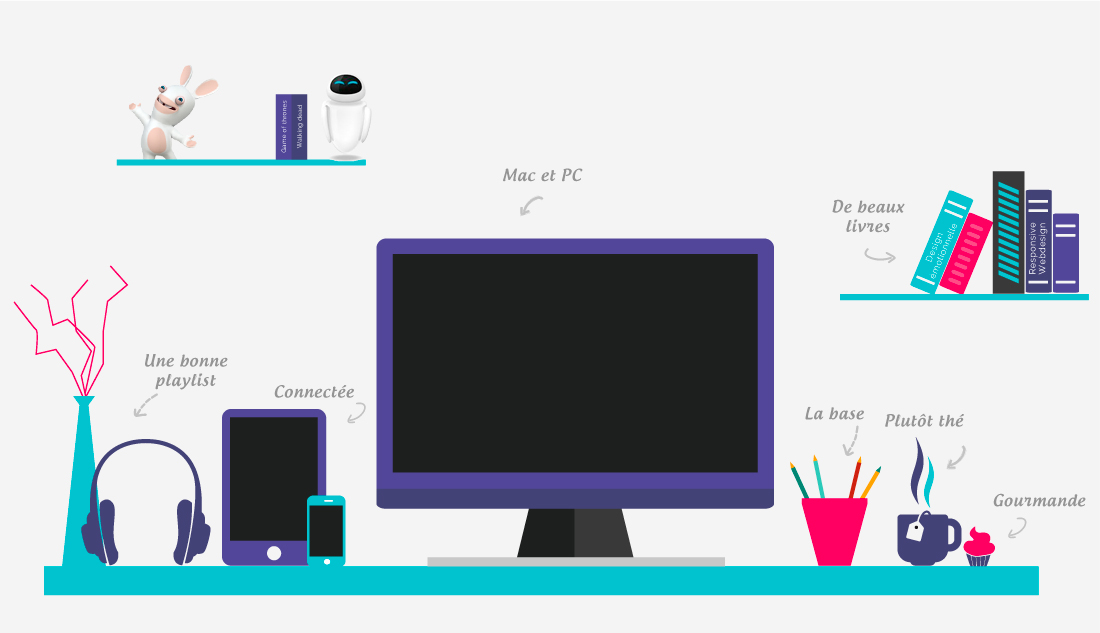 Game of thrones
Walking dead
Mac et PC
De beaux
livres
Design
émotionnelle
Responsive
Webdesign
Une bonne
playlist
Connectée
La base
Plutôt thé
Gourmande